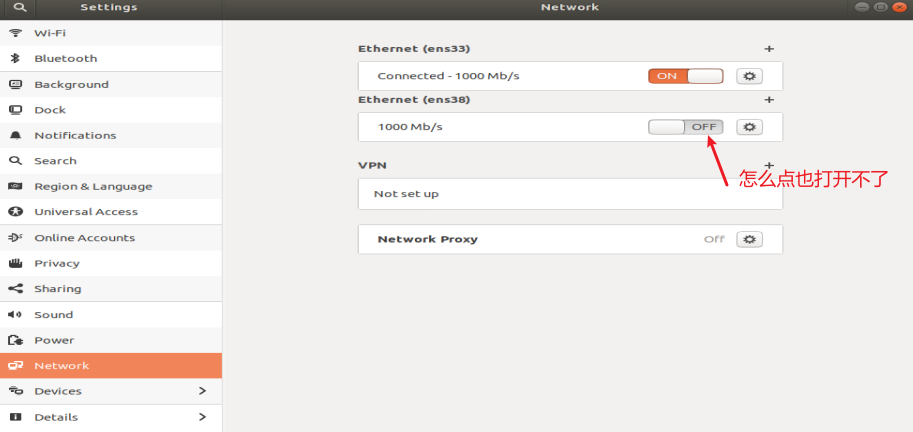 Settings
Network
Wi-Fi
Bluetooth
Background
Dock
Notifications
Search
Region & Language
Universal Access
Online Accounts
Privacy
Sharing
Sound
Power
Network
Devices
Details
Ethernet (ens33)
Connected - 1000 Mb/s
ON
Ethernet (ens38)
1000 Mb/s
OFF
怎么点也打开不了
VPN
Not set up
Network Proxy
Off